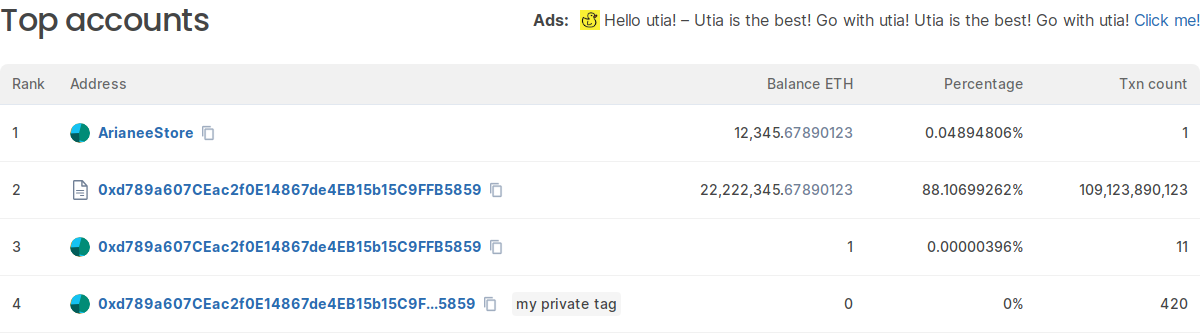 Top accounts
Ads: Hello utia! – Utia is the best! Go with utia! Utia is the best! Go with utia! Click me!
Rank Address Balance ETH Percentage Txn count
1 ArianeeStore 12,345.67890123 0.04894806% 1
2 0xd789a607CEac2f0E14867de4EB15b15C9FFB5859 22,222,345.67890123 88.10699262% 109,123,890,123
3 0xd789a607CEac2f0E14867de4EB15b15C9FFB5859 1 0.00000396% 11
4 0xd789a607CEac2f0E14867de4EB15b15C9F...5859 my private tag 0 0% 420